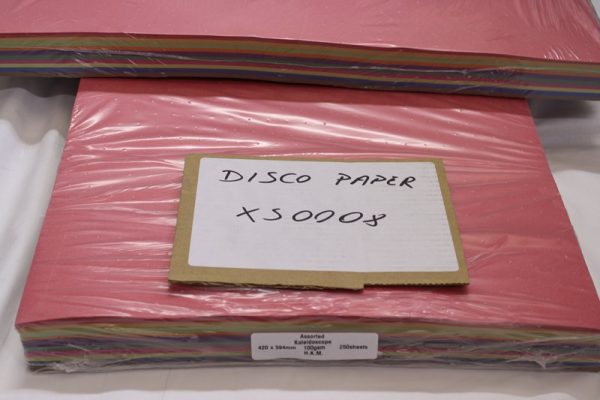 DISCO PAPER
XS0008
Assorted
Kaleidoscope
420 x 594mm 100gsm 250sheets
H.A.M.